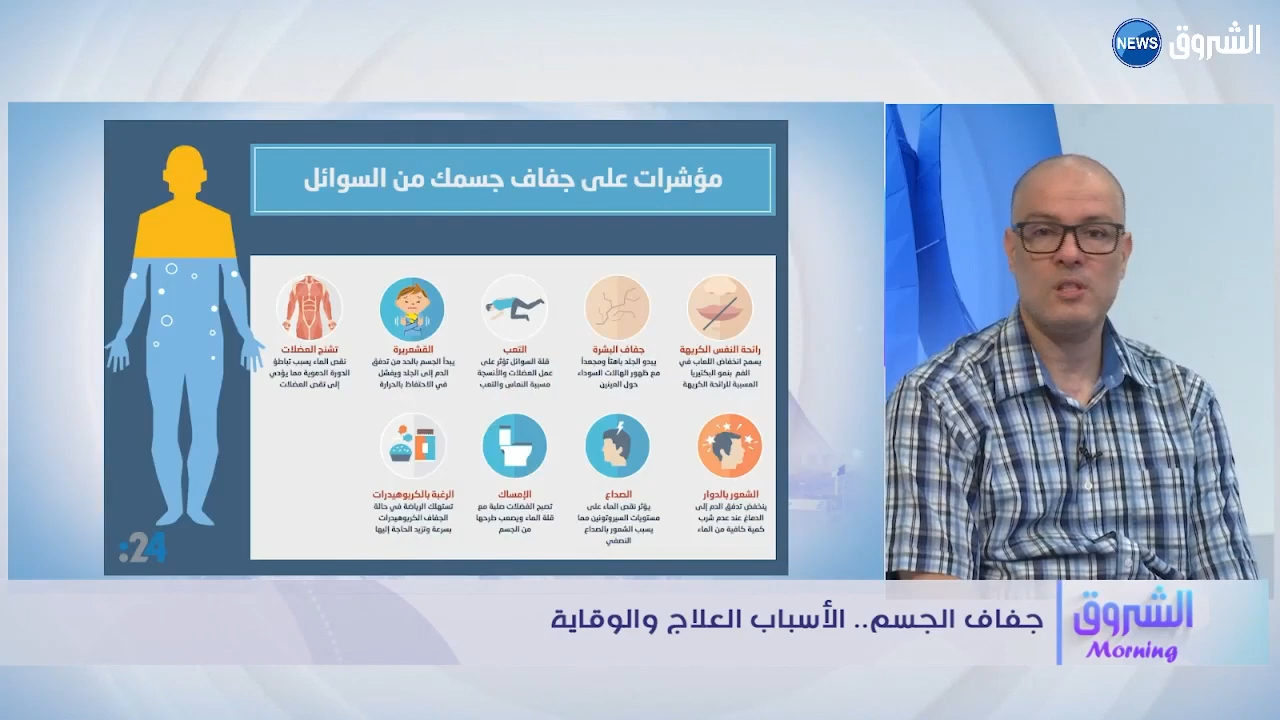 NEWS الشروق
مؤشرات على جفاف جسمك من السوائل
رائحة النفس الكريهة
يسمح انخفاض اللعاب في
الفم بنمو البكتيريا
المسببة للرائحة الكريهة
جفاف البشرة
يبدو الجلد باهتاً ومجعداً
مع ظهور الهالات السوداء
حول العينين
التعب
قلة السوائل تؤثر على
عمل العضلات والأنسجة
مسببة النعاس والتعب
القشعريرة
يبدأ الجسم بالحد من تدفق
الدم إلى الجلد ويفشل
في الاحتفاظ بالحرارة
تشنج العضلات
نقص الماء يسبب تباطؤ
الدورة الدموية مما يؤدي
إلى تقص العضلات
الشعور بالدوار
ينخفض تدفق الدم إلى
الدماغ عند عدم شرب
كمية كافية من الماء
الصداع
يؤثر نقص الماء على
مستويات السيروتونين مما
يسبب الشعور بالصداع
النصفي
الإمساك
تصبح الفضلات صلبة مع
قلة الماء ويصعب طرحها
من الجسم
الرغبة بالكربوهيدرات
تستهلك الرياضة في حالة
الجفاف الكربوهيدرات
بسرعة وتزيد الحاجة إليها
:24
جفاف الجسم.. الأسباب العلاج والوقاية
الشروق
Morning